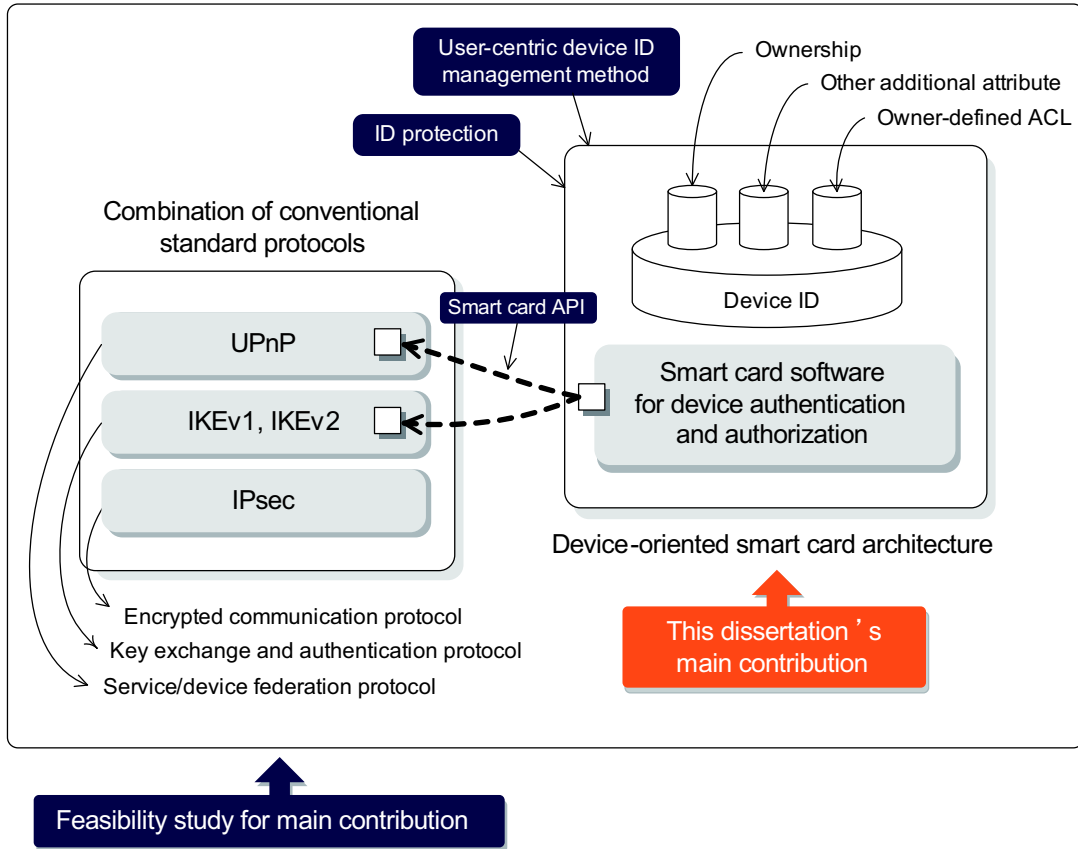 User-centric device ID
management method
Ownership
Other additional attribute
Owner-defined ACL
ID protection
Combination of conventional
standard protocols
Device ID
Smart card API
UPnP
IKEv1, IKEv2
IPsec
Smart card software
for device authentication
and authorization
Device-oriented smart card architecture
Encrypted communication protocol
Key exchange and authentication protocol
Service/device federation protocol
This dissertation's
main contribution
Feasibility study for main contribution